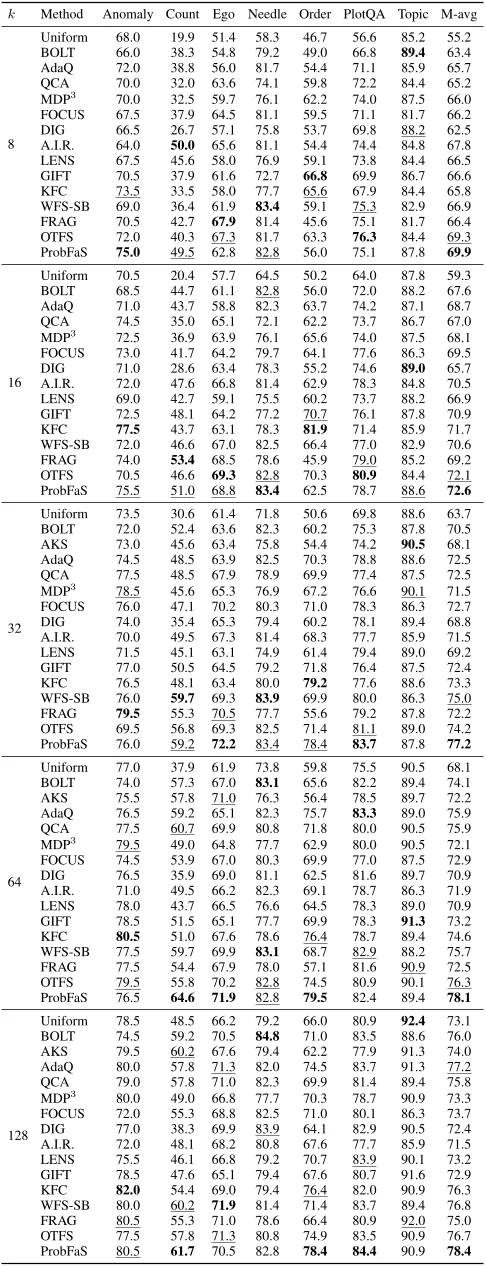 k Method Anomaly Count Ego Needle Order PlotQA Topic M-avg
Uniform 68.0 19.9 51.4 58.3 46.7 56.6 85.2 55.2
BOLT 66.0 38.3 54.8 79.2 49.0 66.8 89.4 63.4
AdaQ 72.0 38.8 56.0 81.7 54.4 71.1 85.9 65.7
QCA 70.0 32.0 63.6 74.1 59.8 72.2 84.4 65.2
MDP³ 70.0 32.5 59.7 76.1 62.2 74.0 87.5 66.0
FOCUS 67.5 37.9 64.5 81.1 59.5 71.1 81.7 66.2
DIG 66.5 26.7 57.1 75.8 53.7 69.8 88.2 62.5
8 A.I.R. 64.0 50.0 65.6 81.1 54.4 74.4 84.8 67.8
LENS 67.5 45.6 58.0 76.9 59.1 73.8 84.4 66.5
GIFT 70.5 37.9 61.6 72.7 66.8 69.9 86.7 66.6
KFC 73.5 33.5 58.0 77.7 65.6 67.9 84.4 65.8
WFS-SB 69.0 36.4 61.9 83.4 59.1 75.3 82.9 66.9
FRAG 70.5 42.7 67.9 81.4 45.6 75.1 81.7 66.4
OTFS 72.0 40.3 67.3 81.7 63.3 76.3 84.4 69.3
ProbFaS 75.0 49.5 62.8 82.8 56.0 75.1 87.8 69.9
Uniform 70.5 20.4 57.7 64.5 50.2 64.0 87.8 59.3
BOLT 68.5 44.7 61.1 82.8 56.0 72.0 88.2 67.6
AdaQ 71.0 43.7 58.8 82.3 63.7 74.2 87.1 68.7
QCA 74.5 35.0 65.1 72.1 62.2 73.7 86.7 67.0
MDP³ 72.5 36.9 63.9 76.1 65.6 74.0 87.5 68.1
FOCUS 73.0 41.7 64.2 79.7 64.1 77.6 86.3 69.5
DIG 71.0 28.6 63.4 78.3 55.2 74.6 89.0 65.7
16 A.I.R. 72.0 47.6 66.8 81.4 62.9 78.3 84.8 70.5
LENS 69.0 42.7 59.1 75.5 60.2 73.7 88.2 66.9
GIFT 72.5 48.1 64.2 77.2 70.7 76.1 87.8 70.9
KFC 77.5 43.7 63.1 78.3 81.9 71.4 85.9 71.7
WFS-SB 72.0 46.6 67.0 82.5 66.4 77.0 82.9 70.6
FRAG 74.0 53.4 68.5 78.6 45.9 79.0 85.2 69.2
OTFS 70.5 46.6 69.3 82.8 70.3 80.9 84.4 72.1
ProbFaS 75.5 51.0 68.8 83.4 62.5 78.7 88.6 72.6
Uniform 73.5 30.6 61.4 71.8 50.6 69.8 88.6 63.7
BOLT 72.0 52.4 63.6 82.3 60.2 75.3 87.8 70.5
AKS 73.0 45.6 63.4 75.8 54.4 74.2 90.5 68.1
AdaQ 74.5 48.5 63.9 82.5 70.3 78.8 88.6 72.5
QCA 77.5 48.5 67.9 78.9 69.9 77.4 87.5 72.5
MDP³ 78.5 45.6 65.3 76.9 67.2 76.6 90.1 71.5
FOCUS 76.0 47.1 70.2 80.3 71.0 78.3 86.3 72.7
32 DIG 74.0 35.4 65.3 79.4 60.2 78.1 89.4 68.8
A.I.R. 70.0 49.5 67.3 81.4 68.3 77.7 85.9 71.5
LENS 71.5 45.1 63.1 74.9 61.4 79.4 89.0 69.2
GIFT 77.0 50.5 64.5 79.2 71.8 76.4 87.5 72.4
KFC 76.5 48.1 63.4 80.0 79.2 77.6 88.6 73.3
WFS-SB 76.0 59.7 69.3 83.9 69.9 80.0 86.3 75.0
FRAG 79.5 55.3 70.5 77.7 55.6 79.2 87.8 72.2
OTFS 69.5 56.8 69.3 82.5 71.4 81.1 89.0 74.2
ProbFaS 76.0 59.2 72.2 83.4 78.4 83.7 87.8 77.2
Uniform 77.0 37.9 61.9 73.8 59.8 75.5 90.5 68.1
BOLT 74.0 57.3 67.0 83.1 65.6 82.2 89.4 74.1
AKS 75.5 57.8 71.0 76.3 56.4 78.5 89.7 72.2
AdaQ 76.5 59.2 65.1 82.3 75.7 83.3 89.0 75.9
QCA 77.5 60.7 69.9 80.8 71.8 80.0 90.5 75.9
MDP³ 79.5 49.0 64.8 77.7 62.9 80.0 90.5 72.1
FOCUS 74.5 53.9 67.0 80.3 69.9 77.0 87.5 72.9
64 DIG 76.5 35.9 69.0 81.1 62.5 81.6 89.7 70.9
A.I.R. 71.0 49.5 66.2 82.3 69.1 78.7 86.3 71.9
LENS 78.0 43.7 66.5 76.6 64.5 78.3 89.0 70.9
GIFT 78.5 51.5 65.1 77.7 69.9 78.3 91.3 73.2
KFC 80.5 51.0 67.6 78.6 76.4 78.7 89.4 74.6
WFS-SB 77.5 59.7 69.9 83.1 68.7 82.9 88.2 75.7
FRAG 77.5 54.4 67.9 78.0 57.1 81.6 90.9 72.5
OTFS 79.5 55.8 70.2 82.8 74.5 80.9 90.1 76.3
ProbFaS 76.5 64.6 71.9 82.8 79.5 82.4 89.4 78.1
Uniform 78.5 48.5 66.2 79.2 66.0 80.9 92.4 73.1
BOLT 74.5 59.2 70.5 84.8 71.0 83.5 88.6 76.0
AKS 79.5 60.2 67.6 79.4 62.2 77.9 91.3 74.0
AdaQ 80.0 57.8 71.3 82.0 74.5 83.7 91.3 77.2
QCA 79.0 57.8 71.0 82.3 69.9 81.4 89.4 75.8
MDP³ 80.0 49.0 66.8 77.7 70.3 78.7 90.9 73.3
FOCUS 72.0 55.3 68.8 82.5 71.0 80.1 86.3 73.7
128 DIG 77.0 38.3 69.9 83.9 64.1 82.9 90.5 72.4
A.I.R. 72.0 48.1 68.2 80.8 67.6 77.7 85.9 71.5
LENS 75.5 46.1 66.8 79.2 70.7 83.9 90.1 73.2
GIFT 78.5 47.6 65.1 79.4 67.6 80.7 91.6 72.9
KFC 82.0 54.4 69.0 79.4 76.4 82.0 90.9 76.3
WFS-SB 80.0 60.2 71.9 81.4 71.4 83.7 89.4 76.8
FRAG 80.5 55.3 71.0 78.6 66.4 80.9 92.0 75.0
OTFS 77.5 57.8 71.3 80.8 74.9 83.5 90.9 76.7
ProbFaS 80.5 61.7 70.5 82.8 78.4 84.4 90.9 78.4